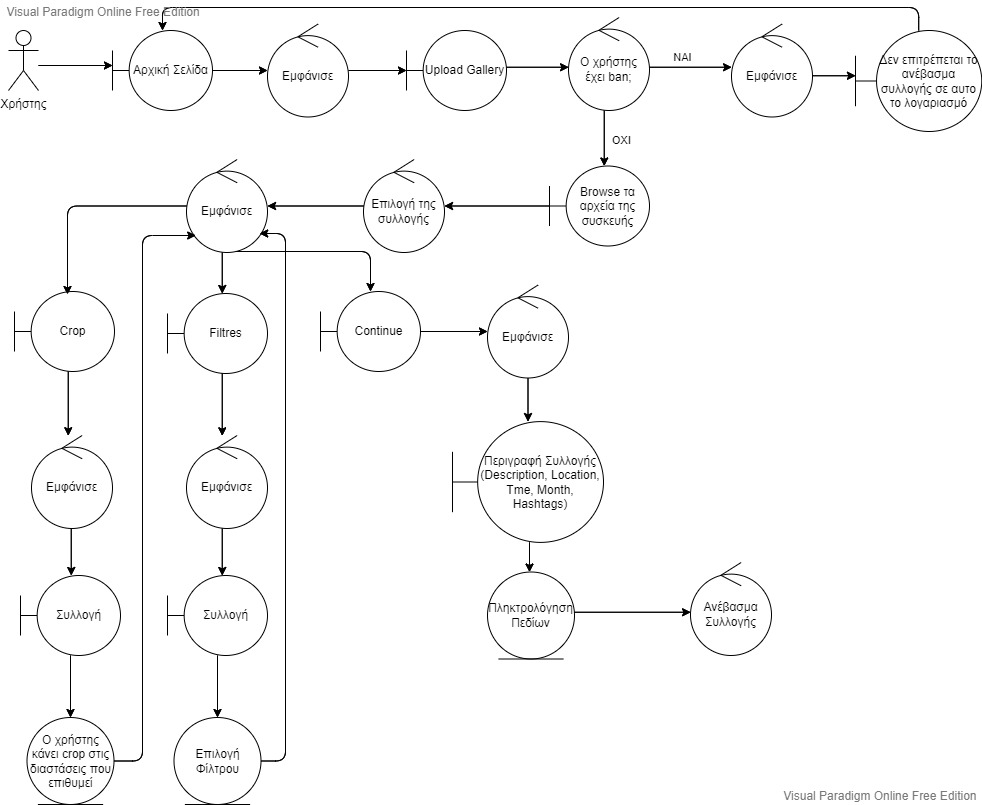 Visual Paradigm Online Free Edition
Χρήστης
Αρχική Σελίδα
Εμφάνισε
Upload Gallery
Ο χρήστης
έχει ban;
ΝΑΙ
Εμφάνισε
Δεν επιτρέπεται το
ανέβασμα
συλλογής σε αυτο
το λογαριασμό
ΟΧΙ
Browse τα
αρχεία της
συσκευής
Επιλογή της
συλλογής
Εμφάνισε
Crop
Filtres
Continue
Εμφάνισε
Εμφάνισε
Εμφάνισε
Περιγραφή Συλλογής
(Description, Location,
Tme, Month,
Hashtags)
Συλλογή
Συλλογή
Πληκτρολόγηση
Πεδίων
Ανέβασμα
Συλλογής
Ο χρήστης
κάνει crop στις
διαστάσεις που
επιθυμεί
Επιλογή
Φίλτρου
Visual Paradigm Online Free Edition